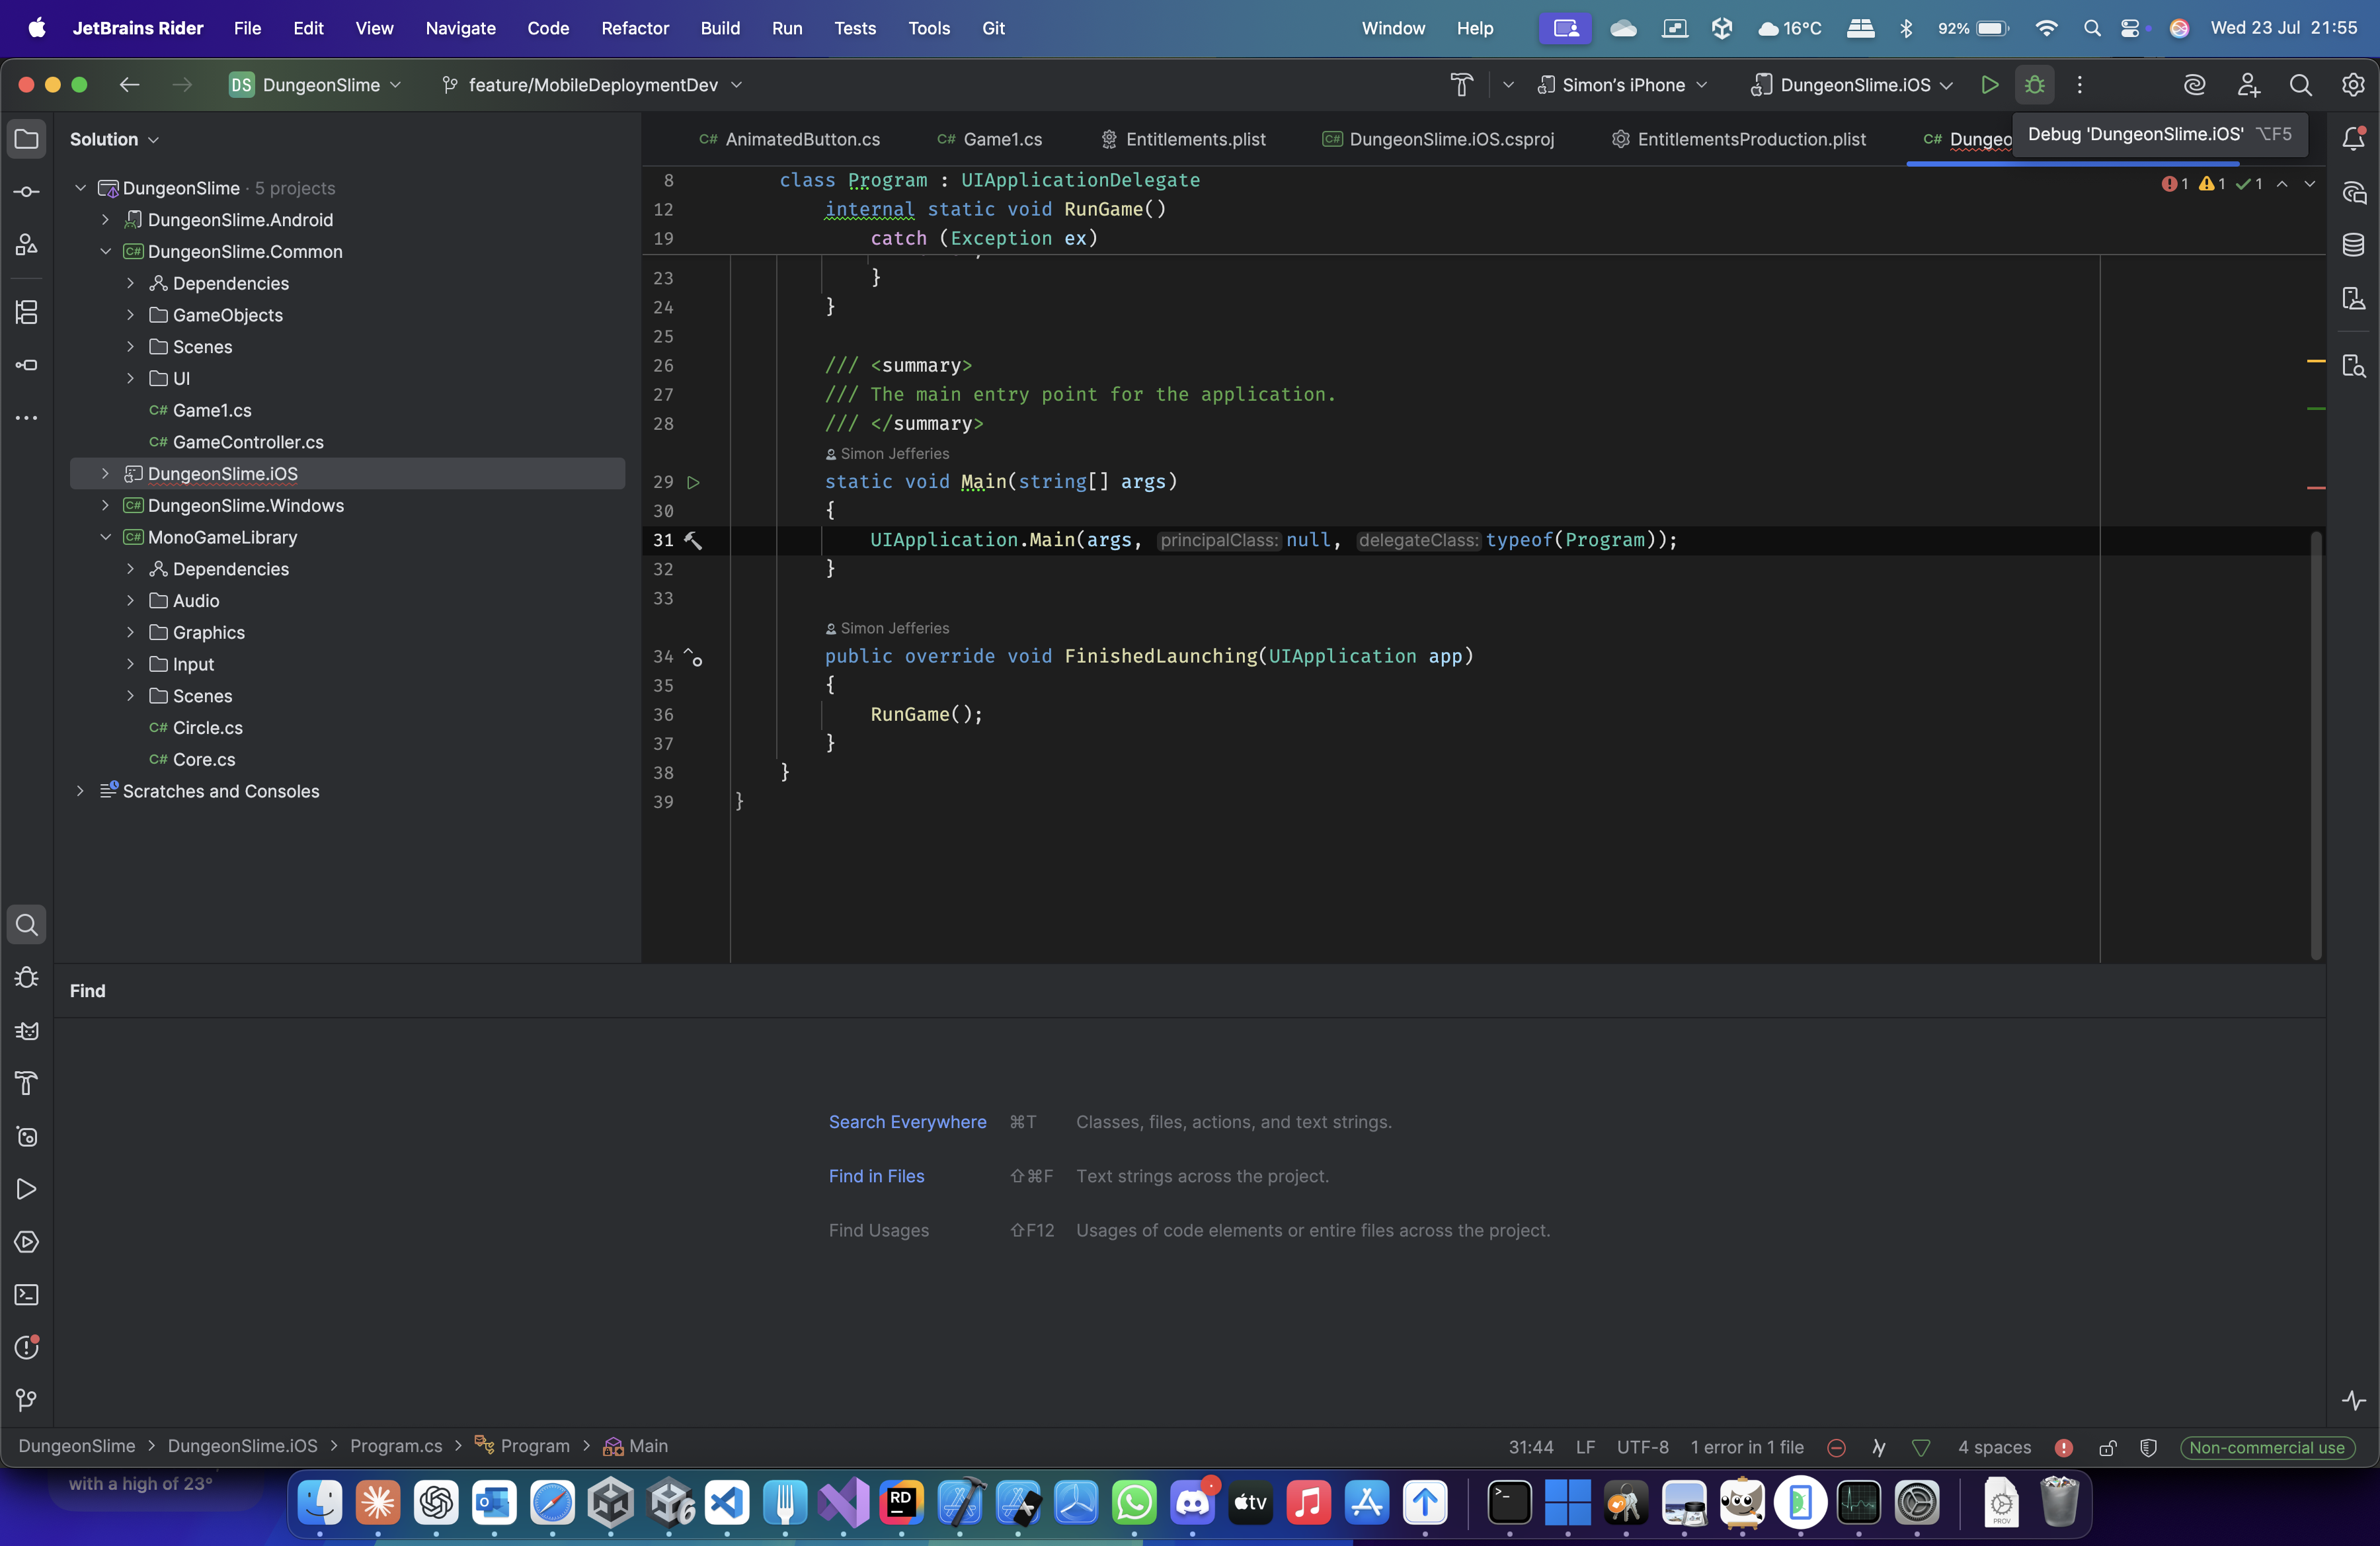 JetBrains Rider File Edit View Navigate Code Refactor Build Run Tests Tools Git Window Help 16°C 92% Wed 23 Jul 21:55
DS DungeonSlime feature/MobileDeploymentDev Simon's iPhone DungeonSlime.iOS
Solution
DungeonSlime · 5 projects
DungeonSlime.Android
DungeonSlime.Common
Dependencies
GameObjects
Scenes
UI
C# Game1.cs
C# GameController.cs
DungeonSlime.iOS
C# DungeonSlime.Windows
C# MonoGameLibrary
Dependencies
Audio
Graphics
Input
Scenes
C# Circle.cs
C# Core.cs
Scratches and Consoles
C# AnimatedButton.cs C# Game1.cs Entitlements.plist C# DungeonSlime.iOS.csproj EntitlementsProduction.plist C# Dungeo
Debug 'DungeonSlime.iOS' ⌥F5
1 1 1
8 class Program : UIApplicationDelegate
12 internal static void RunGame()
19 catch (Exception ex)
23 }
24 }
25
26 /// <summary>
27 /// The main entry point for the application.
28 /// </summary>
Simon Jefferies
29 static void Main(string[] args)
30 {
31 UIApplication.Main(args, principalClass: null, delegateClass: typeof(Program));
32 }
33
Simon Jefferies
34 public override void FinishedLaunching(UIApplication app)
35 {
36 RunGame();
37 }
38 }
39 }
Find
Search Everywhere ⌘T Classes, files, actions, and text strings.
Find in Files ⇧⌘F Text strings across the project.
Find Usages ⇧F12 Usages of code elements or entire files across the project.
DungeonSlime > DungeonSlime.iOS > Program.cs > Program > Main
31:44 LF UTF-8 1 error in 1 file 4 spaces Non-commercial use
with a high of 23°
6 RD tv PROV